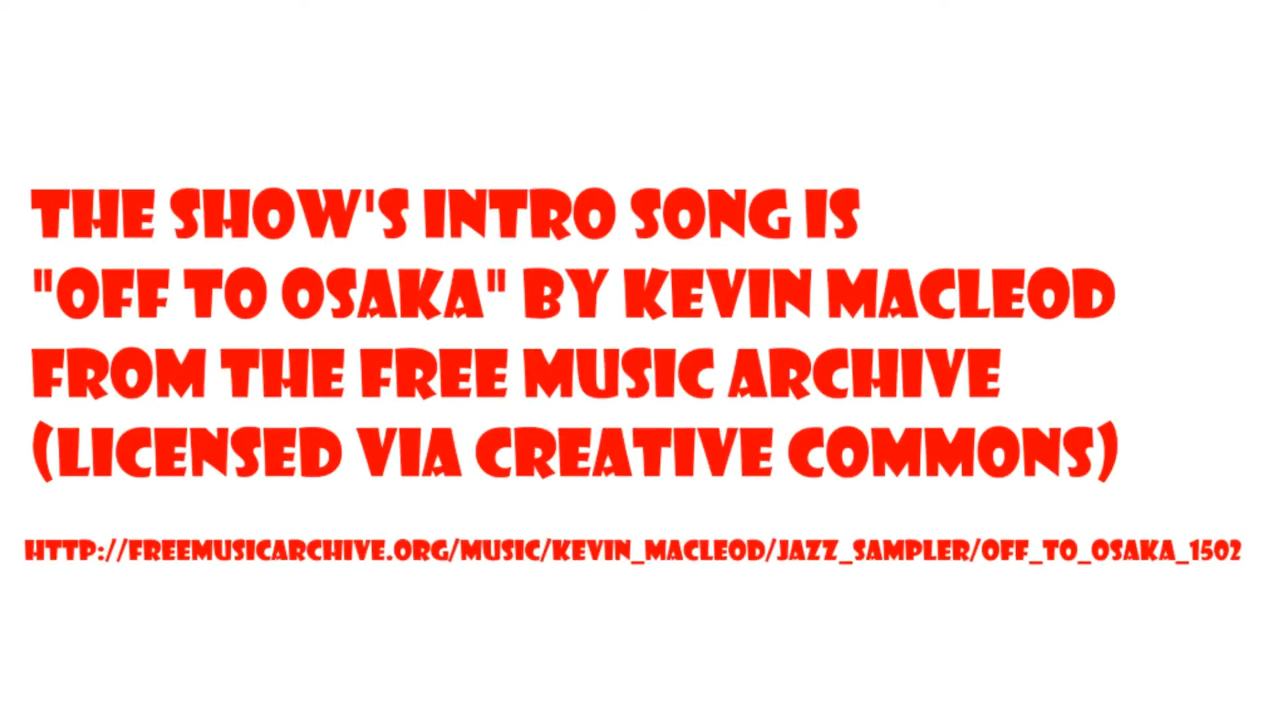 THE SHOW'S INTRO SONG IS
"OFF TO OSAKA" BY KEVIN MACLEOD
FROM THE FREE MUSIC ARCHIVE
(LICENSED VIA CREATIVE COMMONS)
HTTP://FREEMUSICARCHIVE.ORG/MUSIC/KEVIN_MACLEOD/JAZZ_SAMPLER/OFF_TO_OSAKA_1502